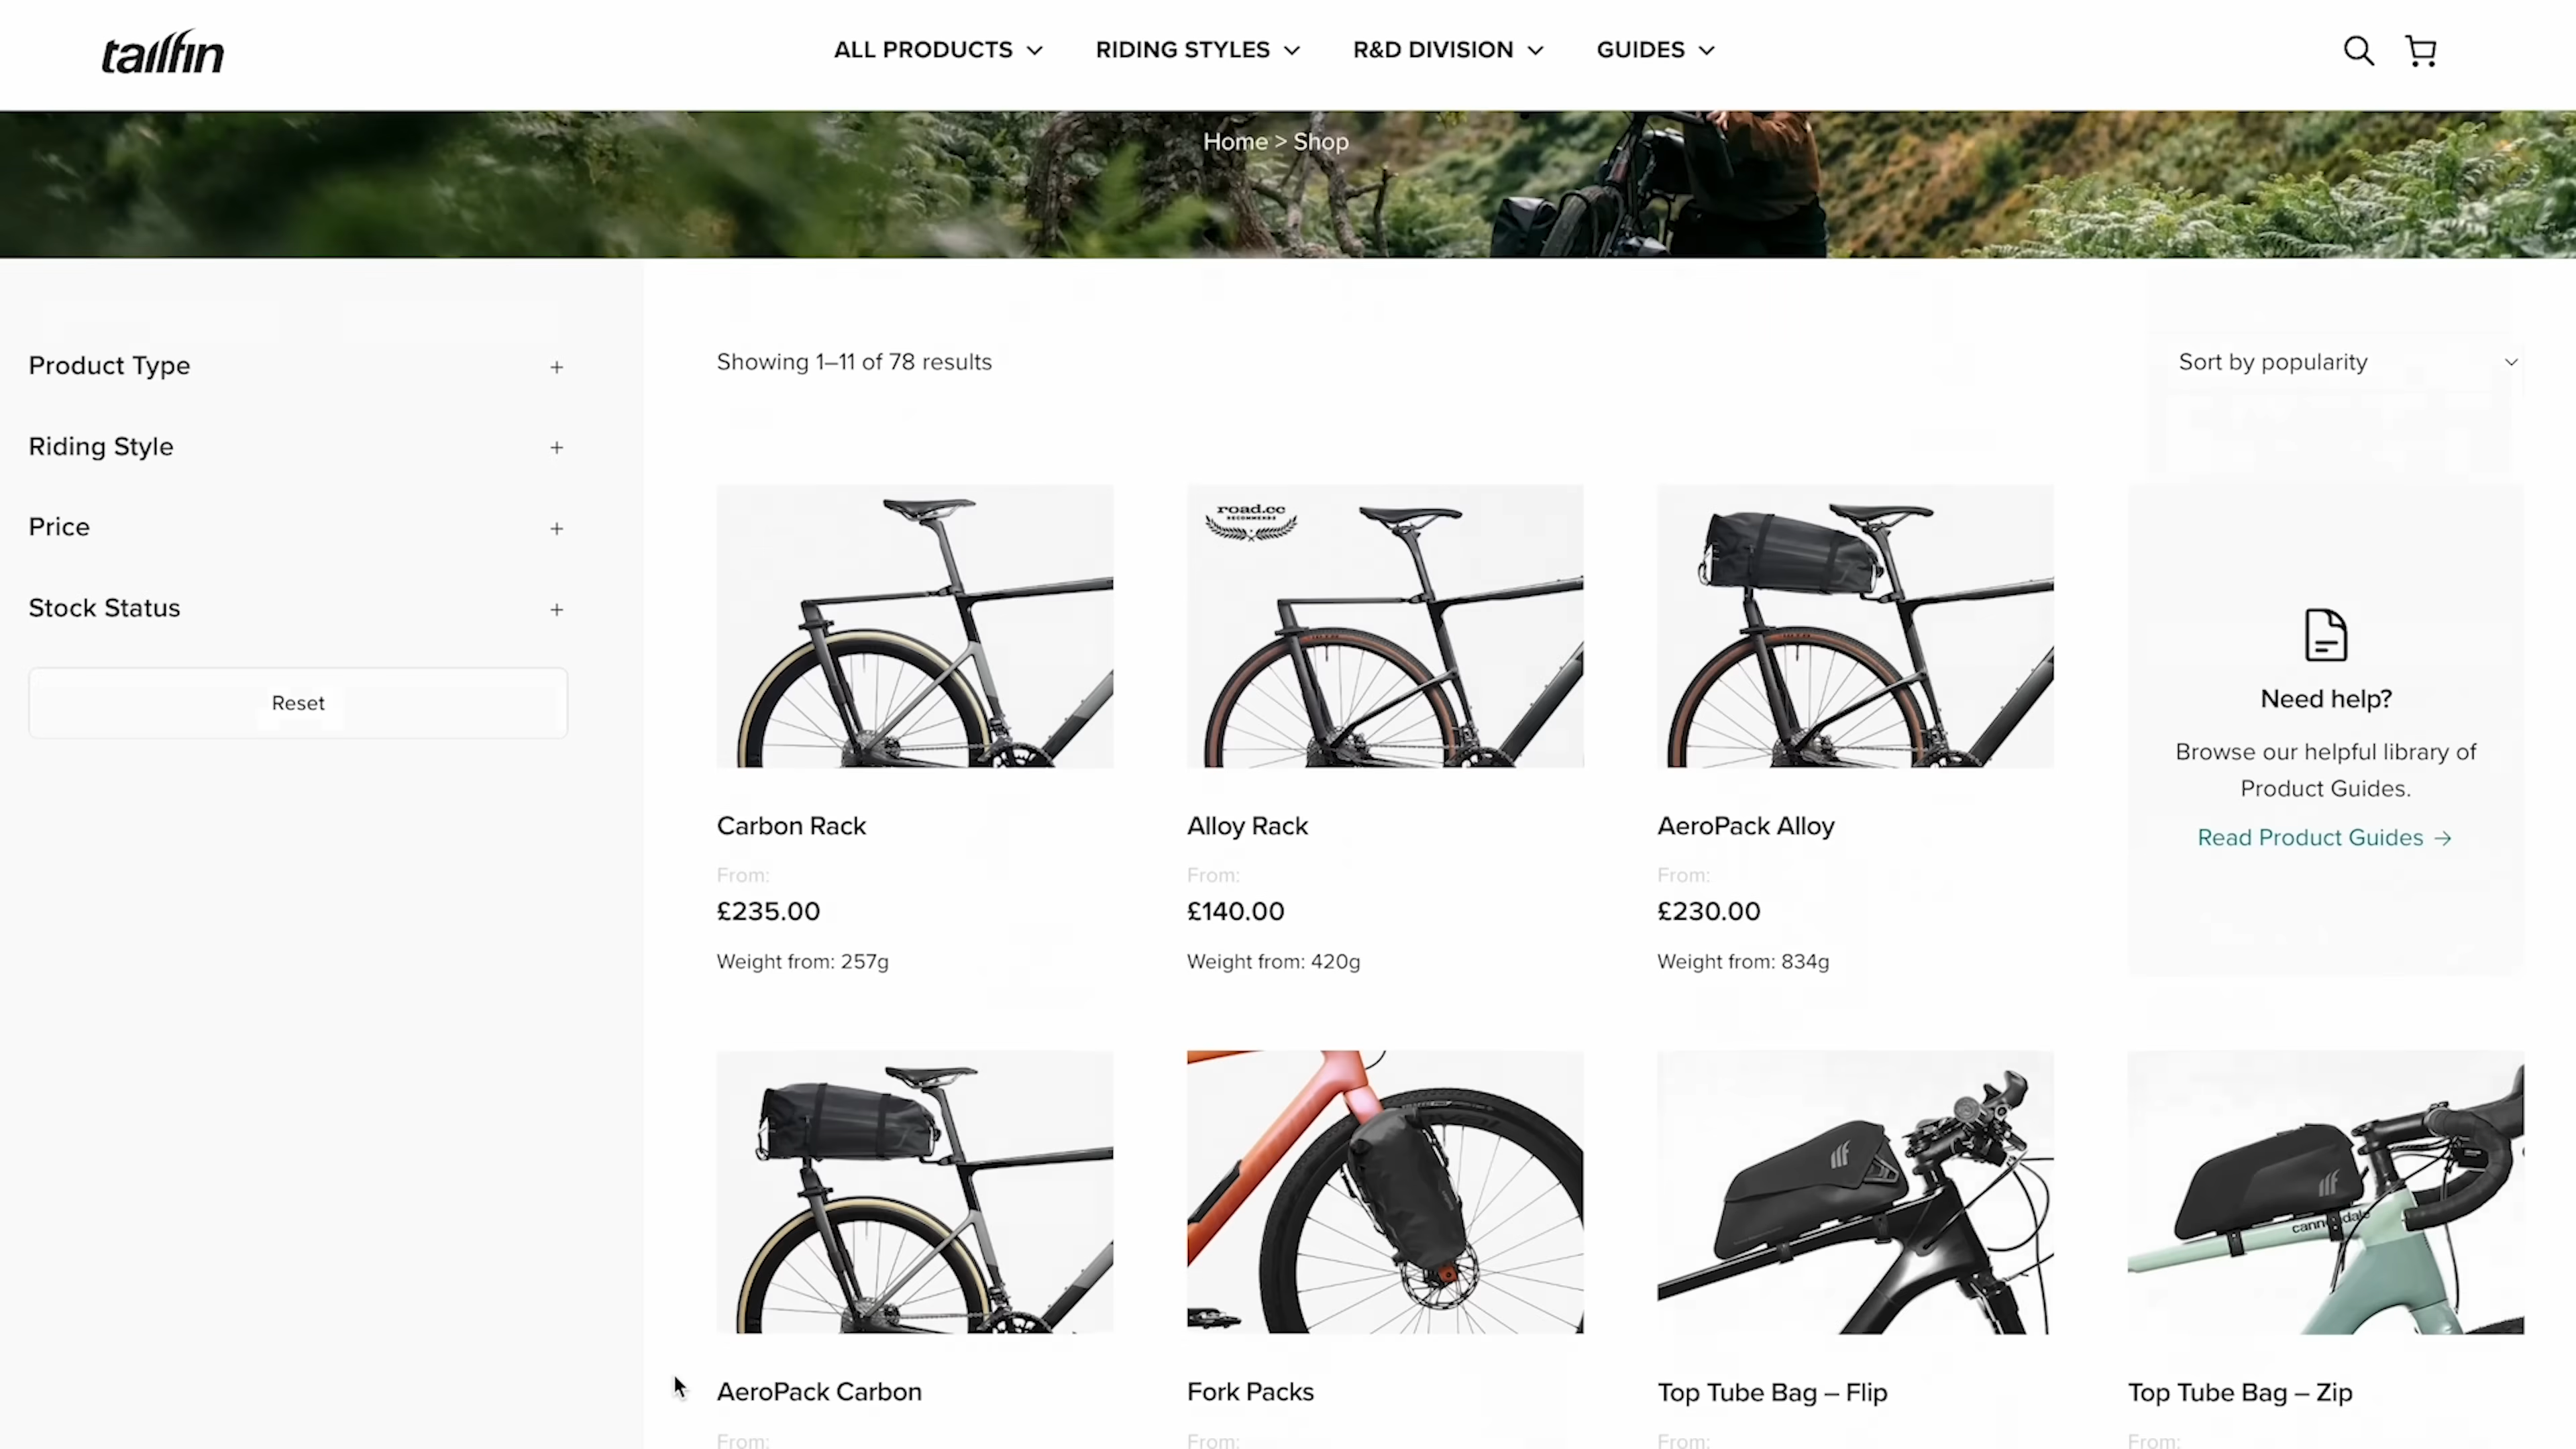 tailfin
ALL PRODUCTS
RIDING STYLES
R&D DIVISION
GUIDES
Home > Shop
Product Type
Riding Style
Price
Stock Status
Reset
Showing 1–11 of 78 results
Sort by popularity
road.cc
RECOMMENDS
Carbon Rack
From:
£235.00
Weight from: 257g
Alloy Rack
From:
£140.00
Weight from: 420g
AeroPack Alloy
From:
£230.00
Weight from: 834g
Need help?
Browse our helpful library of
Product Guides.
Read Product Guides →
AeroPack Carbon
From:
Fork Packs
From:
Top Tube Bag – Flip
From:
cannondale
Top Tube Bag – Zip
From: